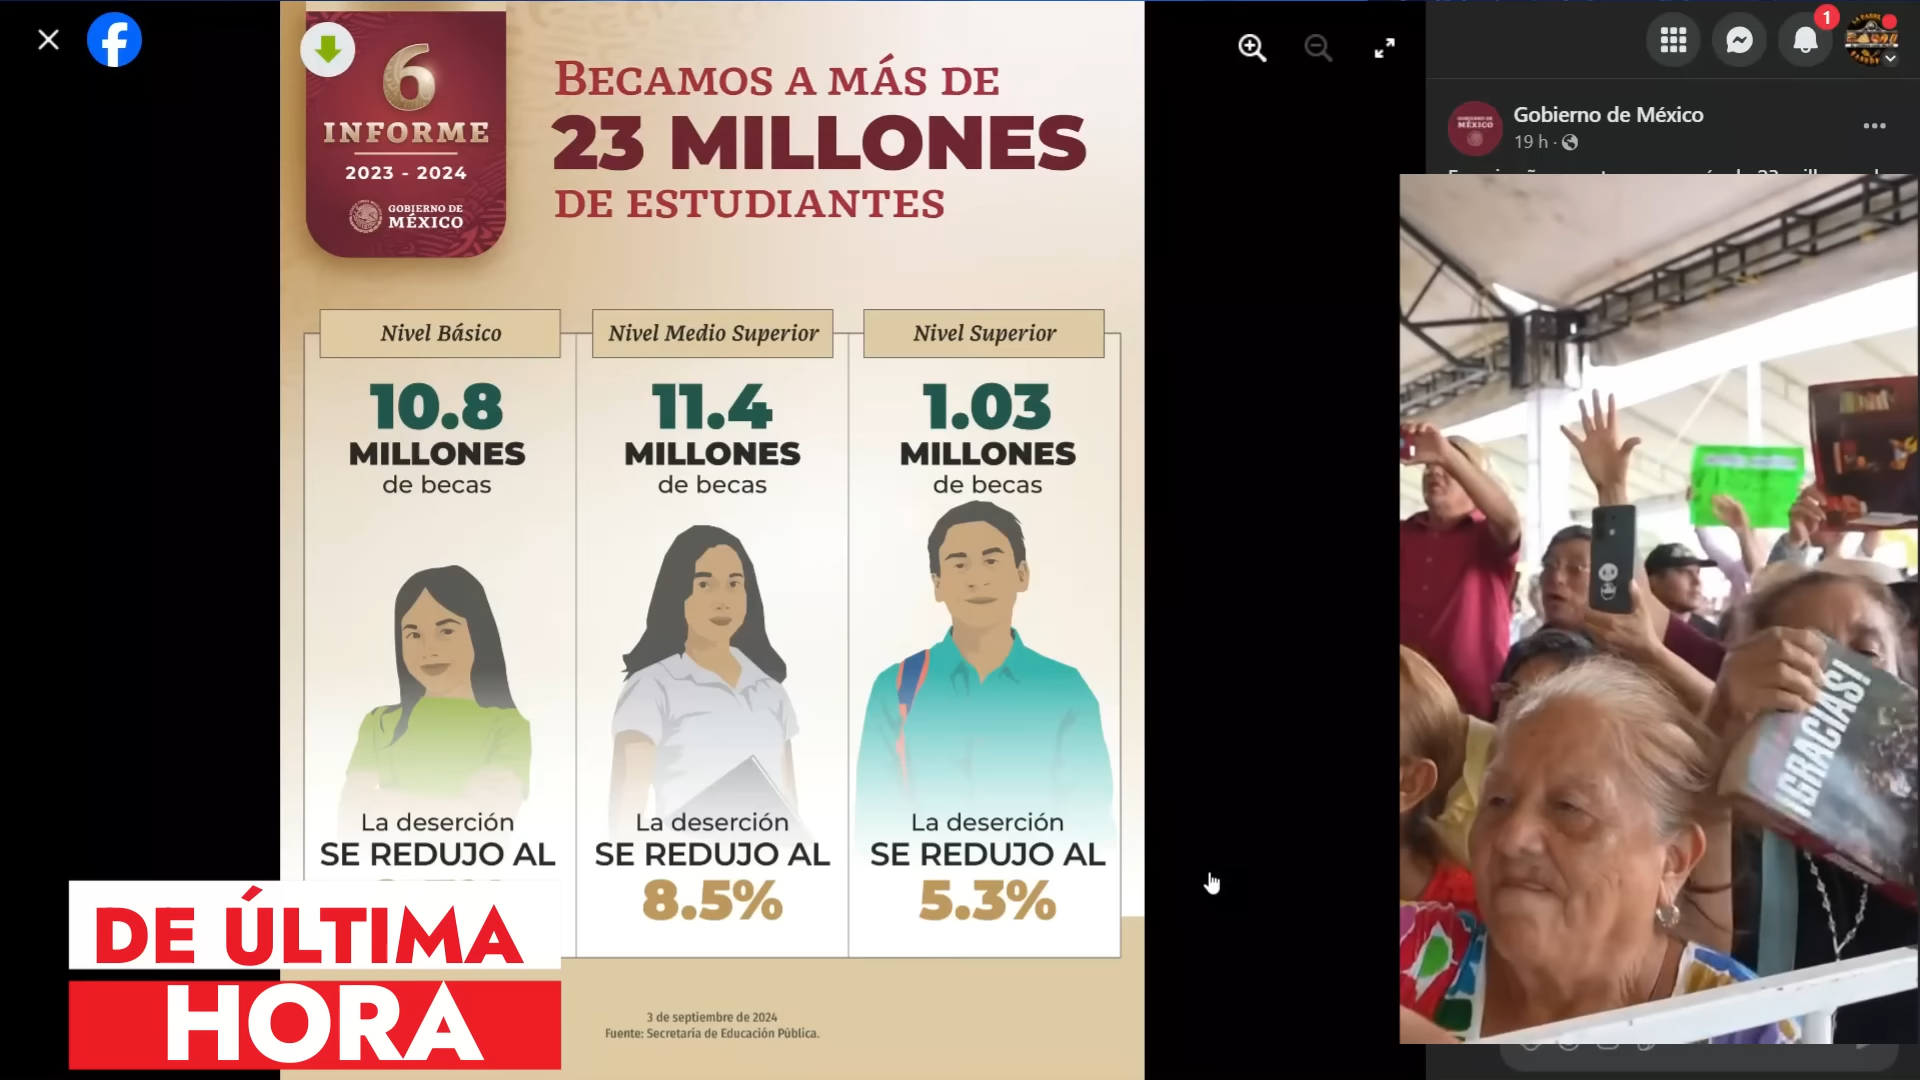 6
INFORME
2023 - 2024
GOBIERNO DE
MÉXICO
BECAMOS A MÁS DE
23 MILLONES
DE ESTUDIANTES
Nivel Básico
10.8
MILLONES
de becas
La deserción
SE REDUJO AL
Nivel Medio Superior
11.4
MILLONES
de becas
La deserción
SE REDUJO AL
8.5%
Nivel Superior
1.03
MILLONES
de becas
La deserción
SE REDUJO AL
5.3%
3 de septiembre de 2024
Fuente: Secretaría de Educación Pública.
DE ÚLTIMA
HORA
1
Gobierno de México
19 h ·
¡GRACIAS!